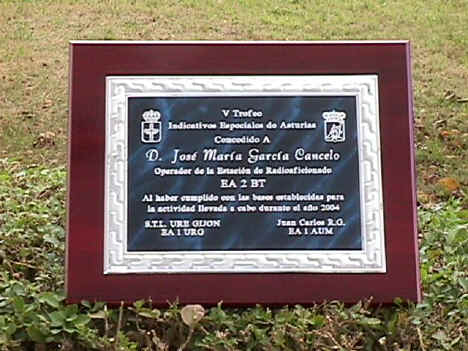 V Trofeo
Indicativos Especiales de Asturias
Concedido A
D. José María García Cancelo
Operador de la Estación de Radioaficionado
EA 2 BT
Al haber cumplido con las bases establecidas para
la actividad llevada a cabo durante el año 2004
S.T.L. URE GIJON
EA 1 URG
Juan Carlos R.G.
EA 1 AUM